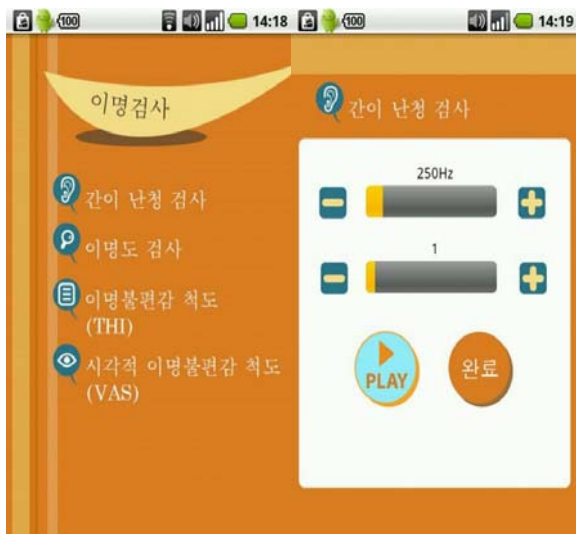 100
14:18
이명검사
간이 난청 검사
이명도 검사
이명불편감 척도
(THI)
시각적 이명불편감 척도
(VAS)
100
14:19
간이 난청 검사
250Hz
1
PLAY
완료